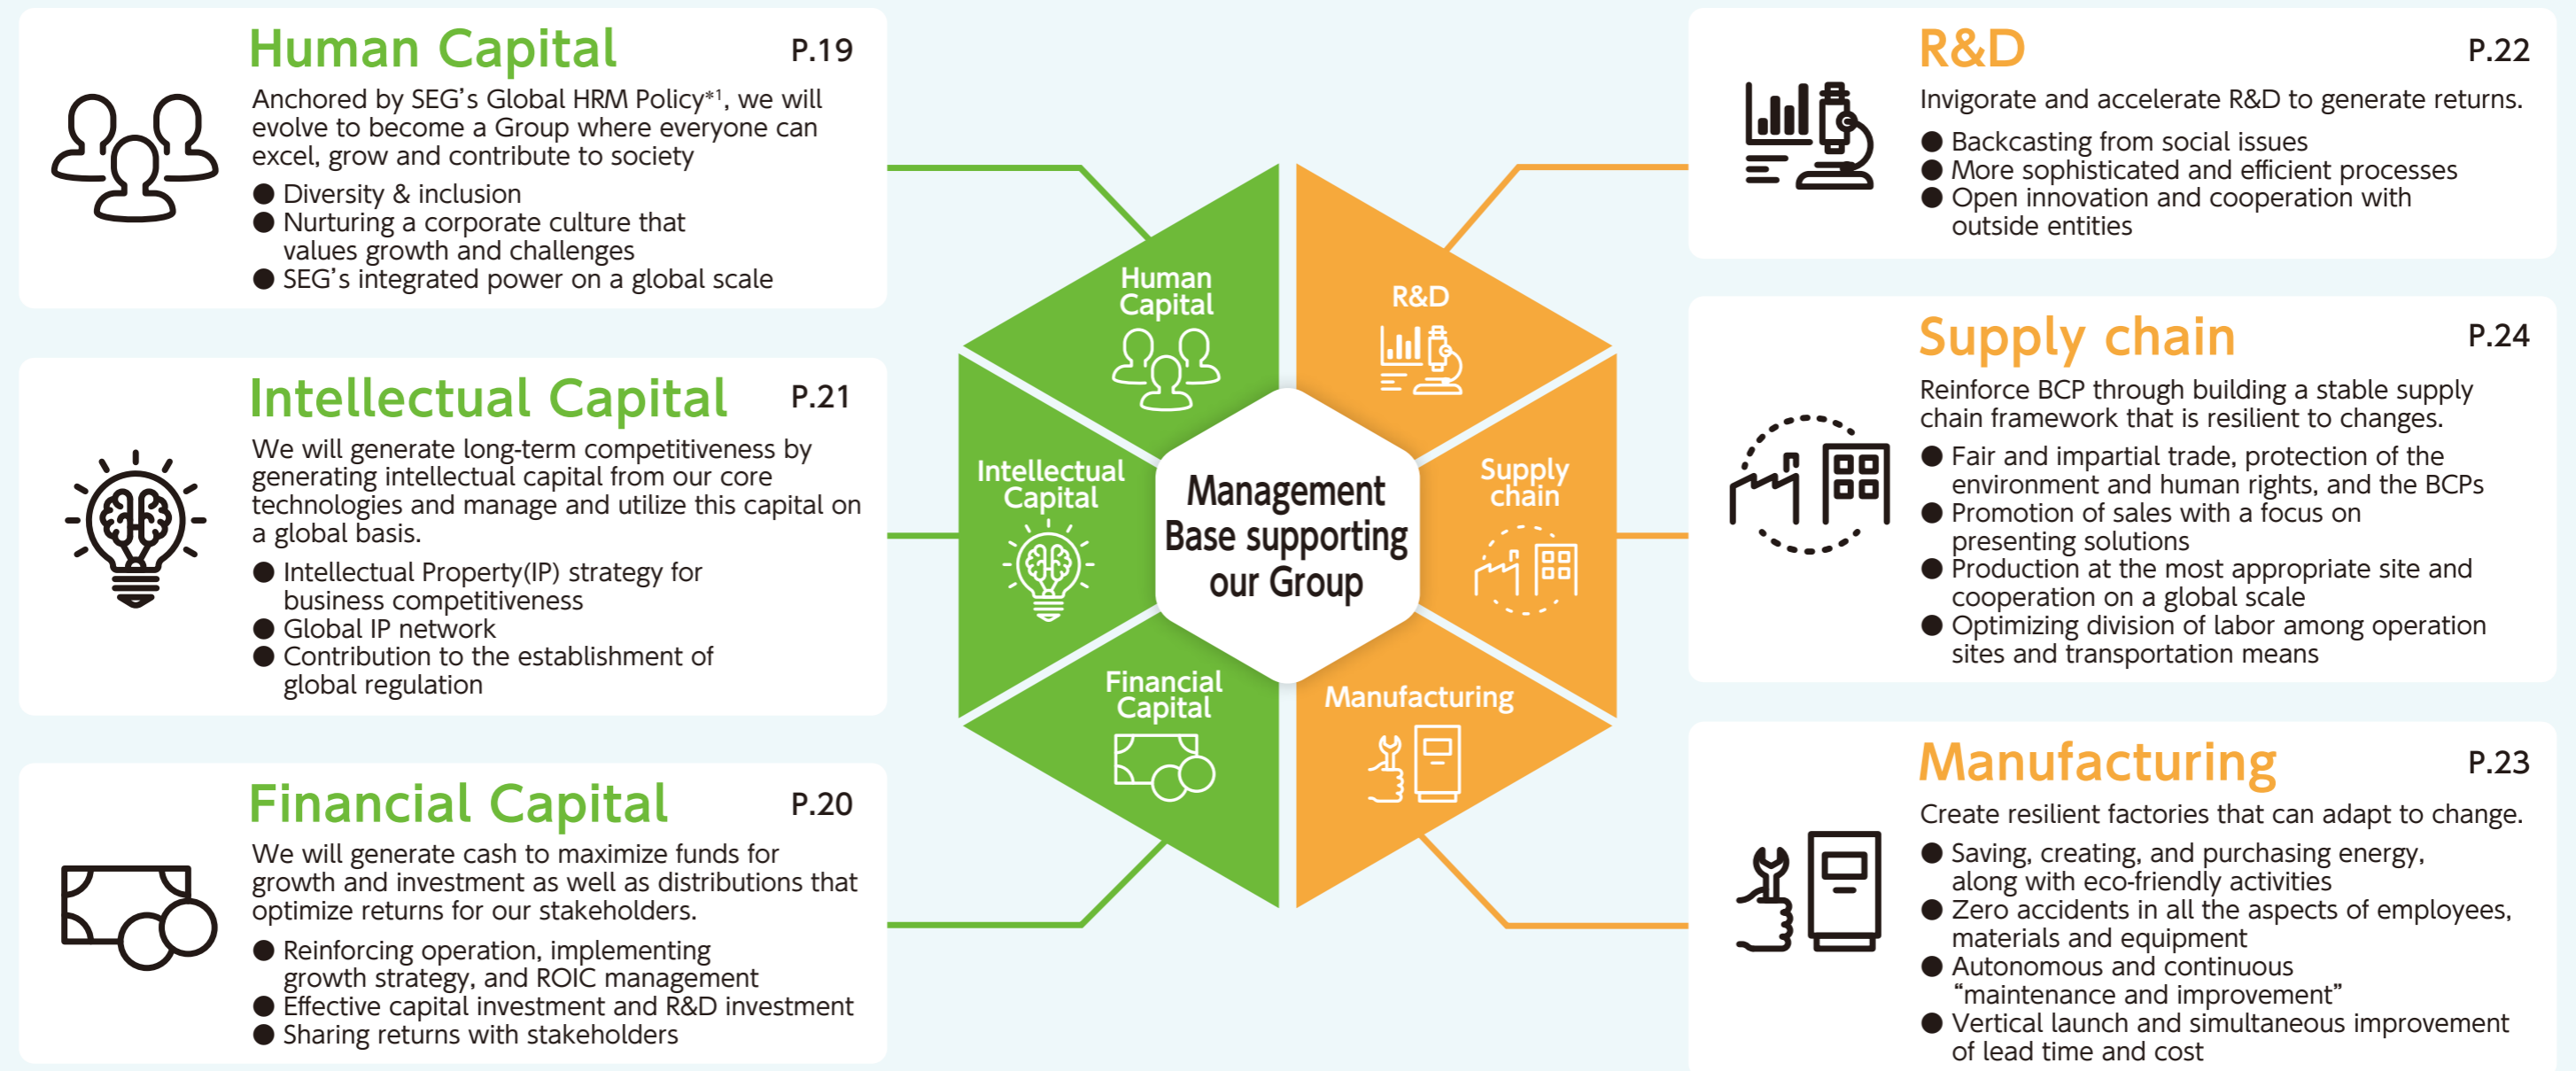 Human Capital P.19
Anchored by SEG's Global HRM Policy*1, we will
evolve to become a Group where everyone can
excel, grow and contribute to society
● Diversity & inclusion
● Nurturing a corporate culture that
values growth and challenges
● SEG's integrated power on a global scale
Intellectual Capital P.21
We will generate long-term competitiveness by
generating intellectual capital from our core
technologies and manage and utilize this capital on
a global basis.
● Intellectual Property(IP) strategy for
business competitiveness
● Global IP network
● Contribution to the establishment of
global regulation
Financial Capital P.20
We will generate cash to maximize funds for
growth and investment as well as distributions that
optimize returns for our stakeholders.
● Reinforcing operation, implementing
growth strategy, and ROIC management
● Effective capital investment and R&D investment
● Sharing returns with stakeholders
Human
Capital
R&D
Intellectual
Capital
Supply
chain
Management
Base supporting
our Group
Financial
Capital
Manufacturing
R&D P.22
Invigorate and accelerate R&D to generate returns.
● Backcasting from social issues
● More sophisticated and efficient processes
● Open innovation and cooperation with
outside entities
Supply chain P.24
Reinforce BCP through building a stable supply
chain framework that is resilient to changes.
● Fair and impartial trade, protection of the
environment and human rights, and the BCPs
● Promotion of sales with a focus on
presenting solutions
● Production at the most appropriate site and
cooperation on a global scale
● Optimizing division of labor among operation
sites and transportation means
Manufacturing P.23
Create resilient factories that can adapt to change.
● Saving, creating, and purchasing energy,
along with eco-friendly activities
● Zero accidents in all the aspects of employees,
materials and equipment
● Autonomous and continuous
“maintenance and improvement”
● Vertical launch and simultaneous improvement
of lead time and cost